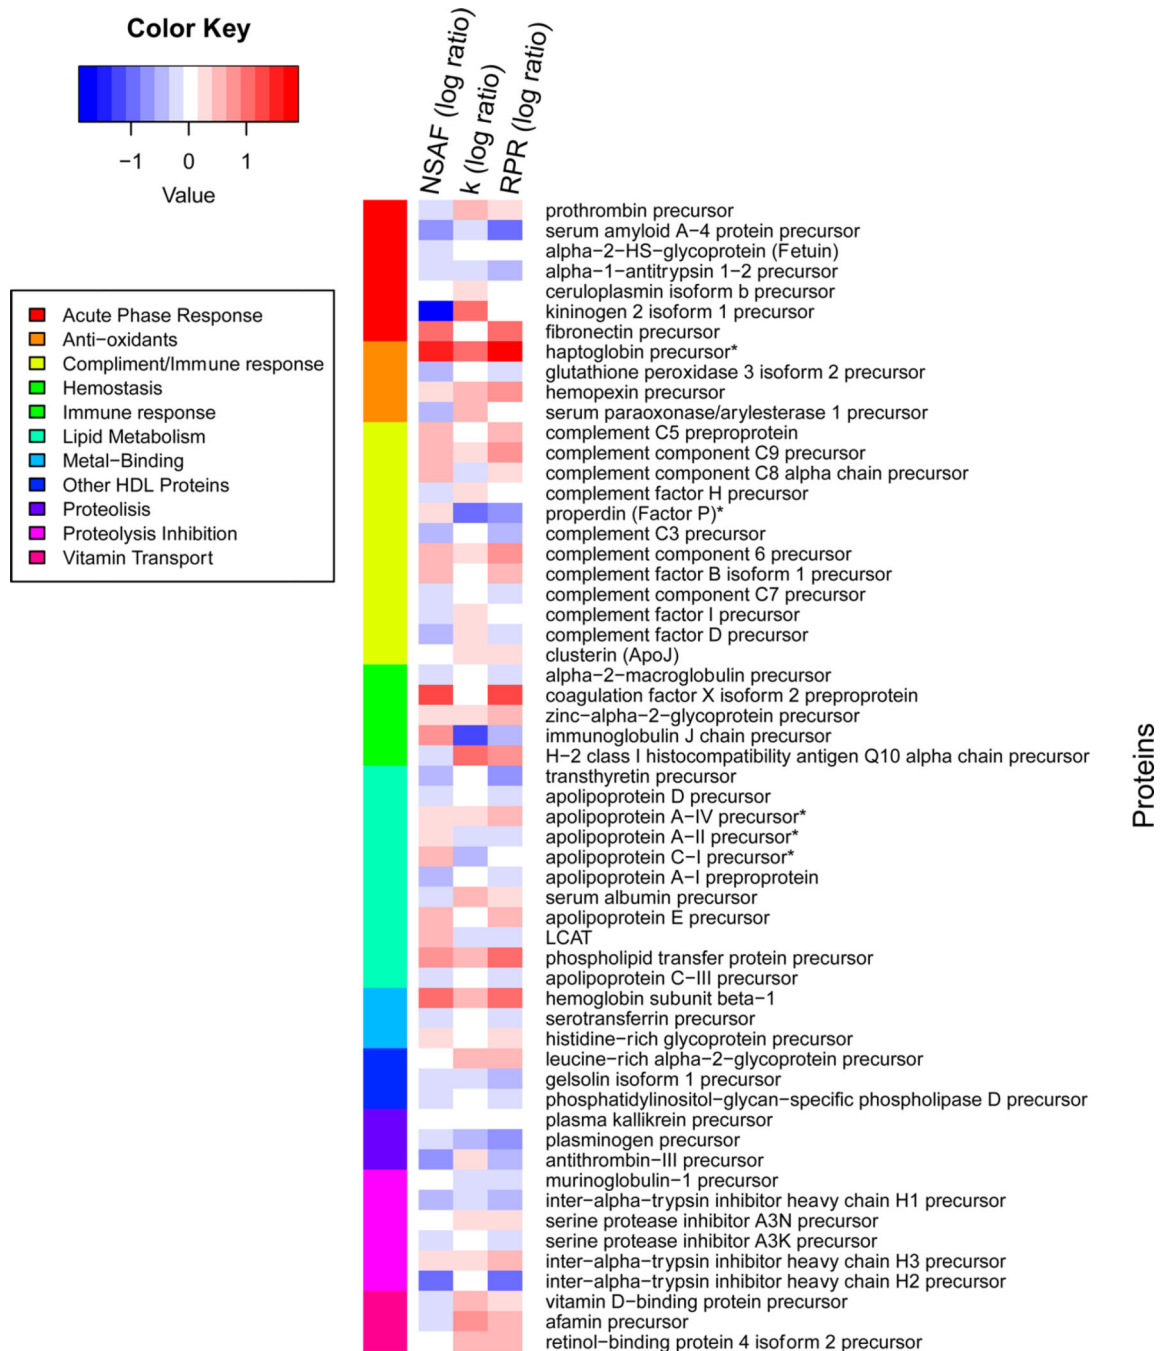 Color Key
−1 0 1
Value
NSAF (log ratio)
k (log ratio)
RPR (log ratio)
Acute Phase Response
Anti−oxidants
Compliment/Immune response
Hemostasis
Immune response
Lipid Metabolism
Metal−Binding
Other HDL Proteins
Proteolisis
Proteolysis Inhibition
Vitamin Transport
prothrombin precursor
serum amyloid A−4 protein precursor
alpha−2−HS−glycoprotein (Fetuin)
alpha−1−antitrypsin 1−2 precursor
ceruloplasmin isoform b precursor
kininogen 2 isoform 1 precursor
fibronectin precursor
haptoglobin precursor*
glutathione peroxidase 3 isoform 2 precursor
hemopexin precursor
serum paraoxonase/arylesterase 1 precursor
complement C5 preproprotein
complement component C9 precursor
complement component C8 alpha chain precursor
complement factor H precursor
properdin (Factor P)*
complement C3 precursor
complement component 6 precursor
complement factor B isoform 1 precursor
complement component C7 precursor
complement factor I precursor
complement factor D precursor
clusterin (ApoJ)
alpha−2−macroglobulin precursor
coagulation factor X isoform 2 preproprotein
zinc−alpha−2−glycoprotein precursor
immunoglobulin J chain precursor
H−2 class I histocompatibility antigen Q10 alpha chain precursor
transthyretin precursor
apolipoprotein D precursor
apolipoprotein A−IV precursor*
apolipoprotein A−II precursor*
apolipoprotein C−I precursor*
apolipoprotein A−I preproprotein
serum albumin precursor
apolipoprotein E precursor
LCAT
phospholipid transfer protein precursor
apolipoprotein C−III precursor
hemoglobin subunit beta−1
serotransferrin precursor
histidine−rich glycoprotein precursor
leucine−rich alpha−2−glycoprotein precursor
gelsolin isoform 1 precursor
phosphatidylinositol−glycan−specific phospholipase D precursor
plasma kallikrein precursor
plasminogen precursor
antithrombin−III precursor
murinoglobulin−1 precursor
inter−alpha−trypsin inhibitor heavy chain H1 precursor
serine protease inhibitor A3N precursor
serine protease inhibitor A3K precursor
inter−alpha−trypsin inhibitor heavy chain H3 precursor
inter−alpha−trypsin inhibitor heavy chain H2 precursor
vitamin D−binding protein precursor
afamin precursor
retinol−binding protein 4 isoform 2 precursor
Proteins